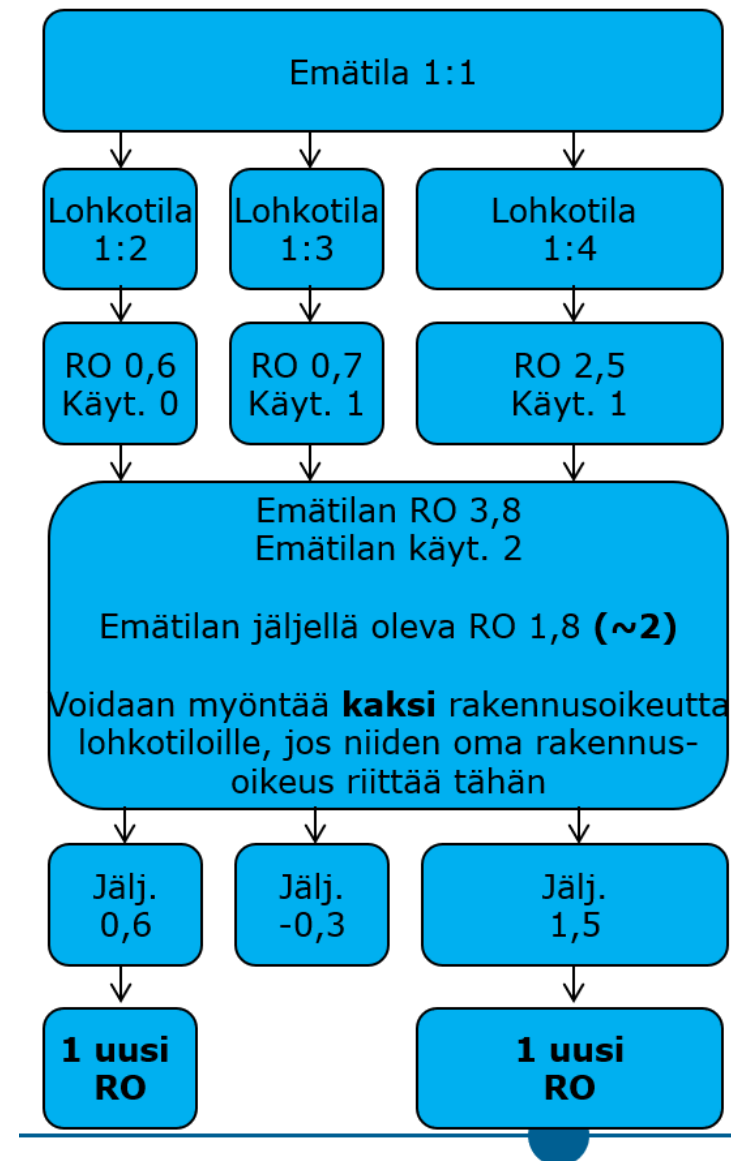 Emätila 1:1
Lohkotila
1:2
Lohkotila
1:3
Lohkotila
1:4
RO 0,6
Käyt. 0
RO 0,7
Käyt. 1
RO 2,5
Käyt. 1
Emätilan RO 3,8
Emätilan käyt. 2
Emätilan jäljellä oleva RO 1,8 (~2)
Voidaan myöntää kaksi rakennusoikeutta
lohkotiloille, jos niiden oma rakennus-
oikeus riittää tähän
Jälj.
0,6
Jälj.
-0,3
Jälj.
1,5
1 uusi
RO
1 uusi
RO